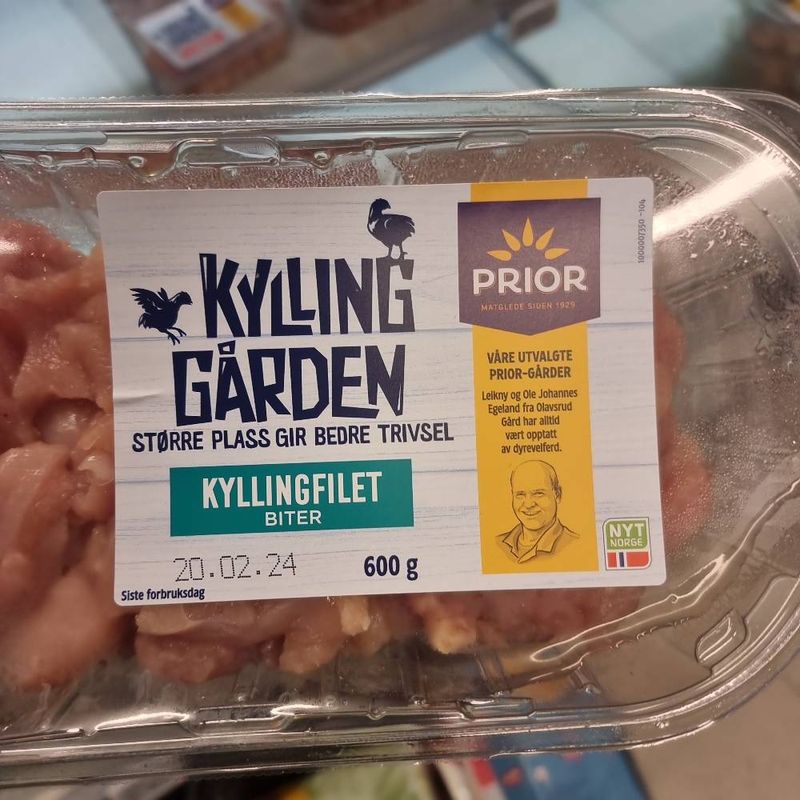 KYLLING
GÅRDEN
STØRRE PLASS GIR BEDRE TRIVSEL
KYLLINGFILET
BITER
20.02.24
600 g
Siste forbruksdag
PRIOR
MATGLEDE SIDEN 1929
VÅRE UTVALGTE
PRIOR-GÅRDER
Leikny og Ole Johannes
Egeland fra Olavsrud
Gård har alltid
vært opptatt
av dyrevelferd.
NYT
NORGE
1000007350 -104